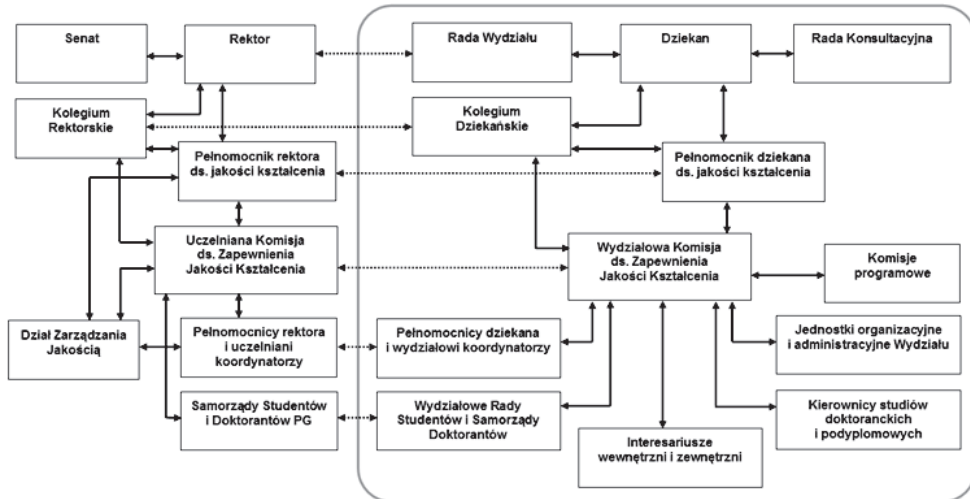 Senat
Rektor
Rada Wydziału
Dziekan
Rada Konsultacyjna
Kolegium
Rektorskie
Kolegium
Dziekańskie
Pełnomocnik rektora
ds. jakości kształcenia
Pełnomocnik dziekana
ds. jakości kształcenia
Uczelniana Komisja
ds. Zapewnienia
Jakości Kształcenia
Wydziałowa Komisja
ds. Zapewnienia
Jakości Kształcenia
Komisje
programowe
Dział Zarządzania
Jakością
Pełnomocnicy rektora
i uczelniani
koordynatorzy
Pełnomocnicy dziekana
i wydziałowi koordynatorzy
Jednostki organizacyjne
i administracyjne Wydziału
Samorządy Studentów
i Doktorantów PG
Wydziałowe Rady
Studentów i Samorządy
Doktorantów
Interesariusze
wewnętrzni i zewnętrzni
Kierownicy studiów
doktoranckich
i podyplomowych